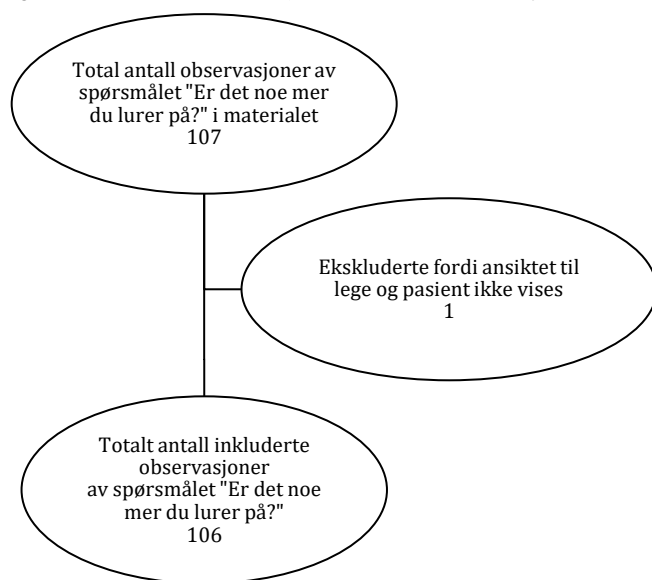 Total antall observasjoner av
spørsmålet "Er det noe mer
du lurer på?" i materialet
107
Ekskluderte fordi ansiktet til
lege og pasient ikke vises
1
Totalt antall inkluderte
observasjoner
av spørsmålet "Er det noe
mer du lurer på?"
106